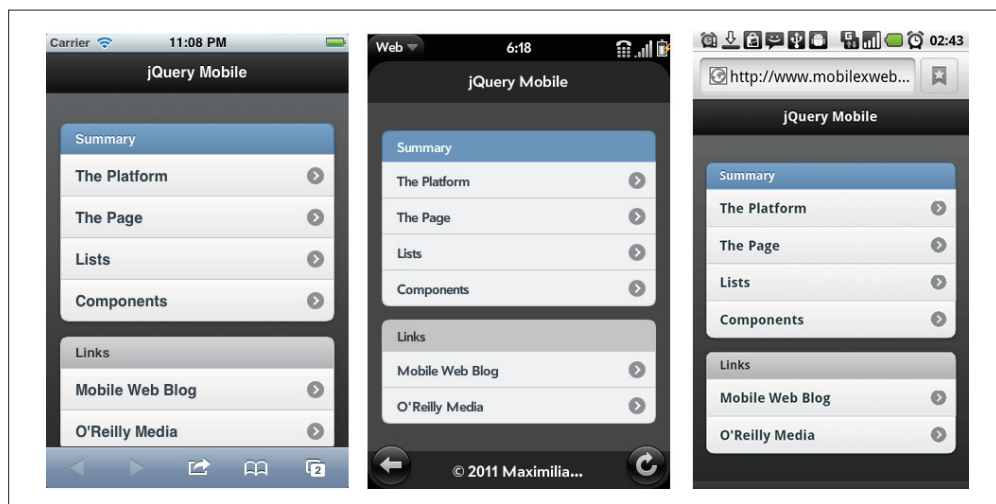 Carrier 11:08 PM
jQuery Mobile
Summary
The Platform
The Page
Lists
Components
Links
Mobile Web Blog
O'Reilly Media
2
Web 6:18
jQuery Mobile
Summary
The Platform
The Page
Lists
Components
Links
Mobile Web Blog
O'Reilly Media
© 2011 Maximilia...
02:43
http://www.mobilexweb...
jQuery Mobile
Summary
The Platform
The Page
Lists
Components
Links
Mobile Web Blog
O'Reilly Media